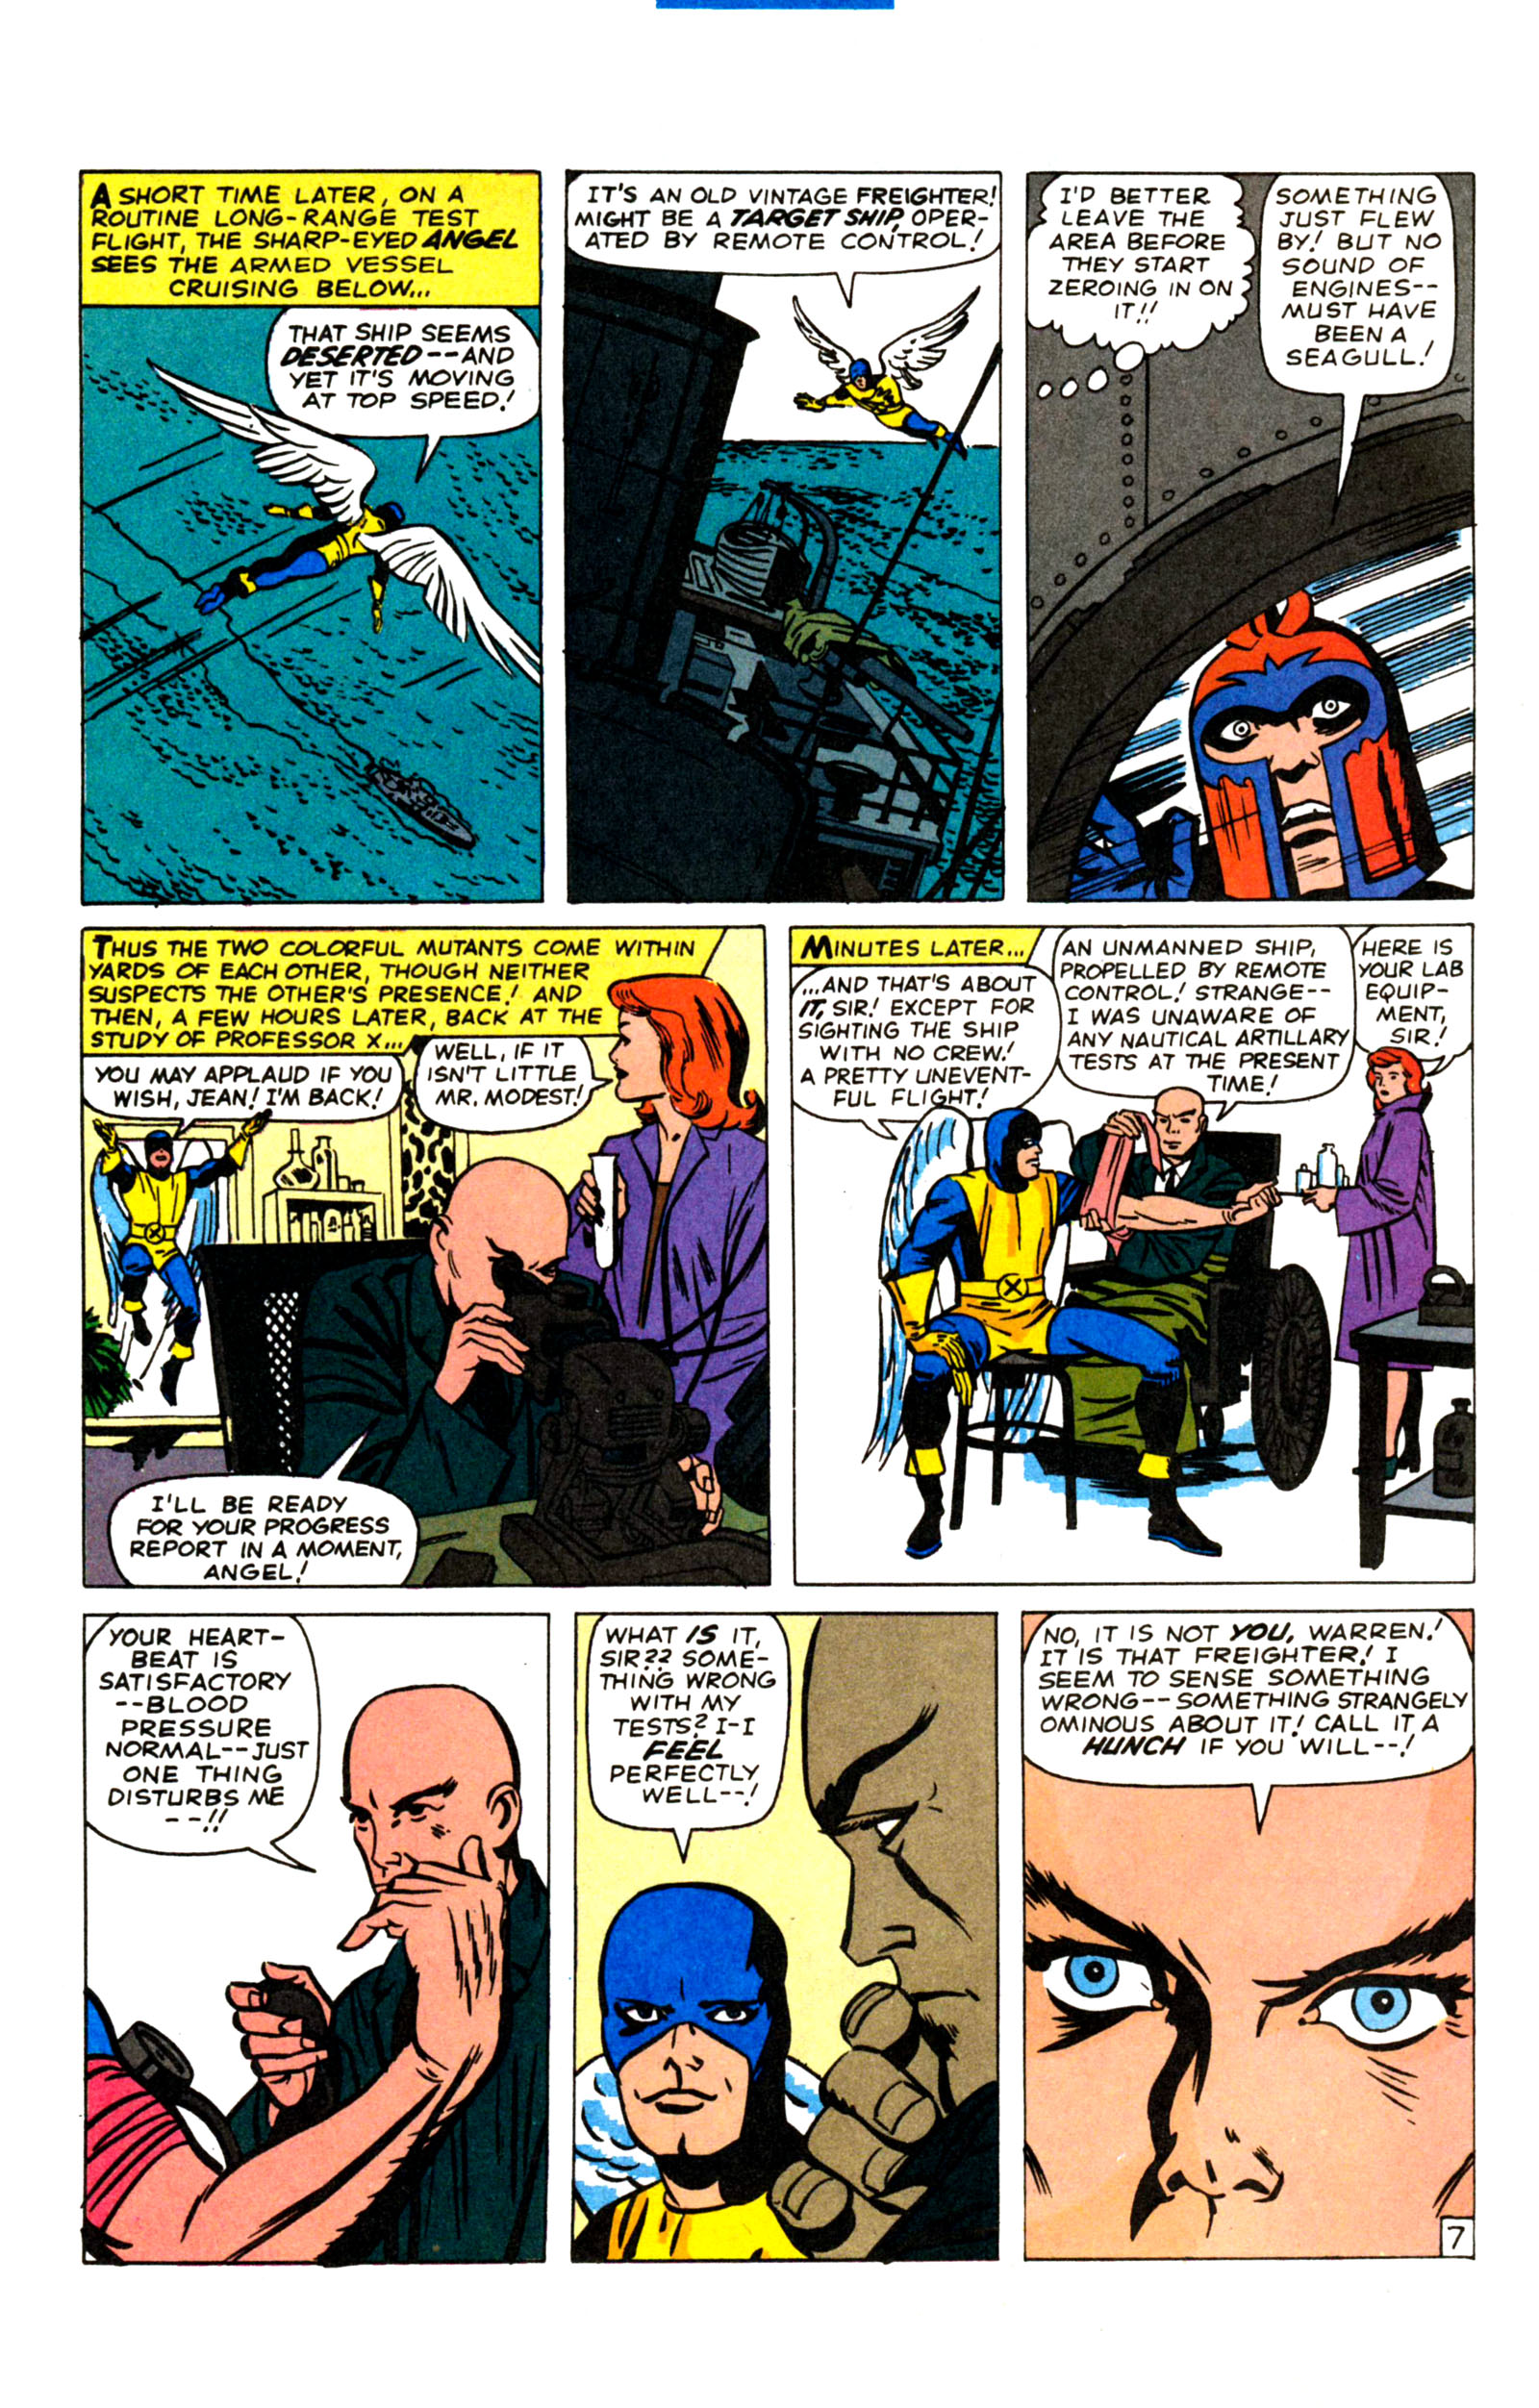 A SHORT TIME LATER, ON A
ROUTINE LONG-RANGE TEST
FLIGHT, THE SHARP-EYED ANGEL
SEES THE ARMED VESSEL
CRUISING BELOW...
THAT SHIP SEEMS
DESERTED--AND
YET IT'S MOVING
AT TOP SPEED!
IT'S AN OLD VINTAGE FREIGHTER!
MIGHT BE A TARGET SHIP, OPER-
ATED BY REMOTE CONTROL!
I'D BETTER
LEAVE THE
AREA BEFORE
THEY START
ZEROING IN ON
IT!!
SOMETHING
JUST FLEW
BY! BUT NO
SOUND OF
ENGINES--
MUST HAVE
BEEN A
SEAGULL!
THUS THE TWO COLORFUL MUTANTS COME WITHIN
YARDS OF EACH OTHER, THOUGH NEITHER
SUSPECTS THE OTHER'S PRESENCE! AND
THEN, A FEW HOURS LATER, BACK AT THE
STUDY OF PROFESSOR X...
YOU MAY APPLAUD IF YOU
WISH, JEAN! I'M BACK!
WELL, IF IT
ISN'T LITTLE
MR. MODEST!
I'LL BE READY
FOR YOUR PROGRESS
REPORT IN A MOMENT,
ANGEL!
MINUTES LATER...
...AND THAT'S ABOUT
IT, SIR! EXCEPT FOR
SIGHTING THE SHIP
WITH NO CREW!
A PRETTY UNEVENT-
FUL FLIGHT!
AN UNMANNED SHIP,
PROPELLED BY REMOTE
CONTROL! STRANGE--
I WAS UNAWARE OF
ANY NAUTICAL ARTILLARY
TESTS AT THE PRESENT
TIME!
HERE IS
YOUR LAB
EQUIP-
MENT,
SIR!
YOUR HEART-
BEAT IS
SATISFACTORY
--BLOOD
PRESSURE
NORMAL--JUST
ONE THING
DISTURBS ME
--!!
WHAT IS IT,
SIR?? SOME-
THING WRONG
WITH MY
TESTS? I-I
FEEL
PERFECTLY
WELL--!
NO, IT IS NOT YOU, WARREN!
IT IS THAT FREIGHTER! I
SEEM TO SENSE SOMETHING
WRONG--SOMETHING STRANGELY
OMINOUS ABOUT IT! CALL IT A
HUNCH IF YOU WILL--!
7